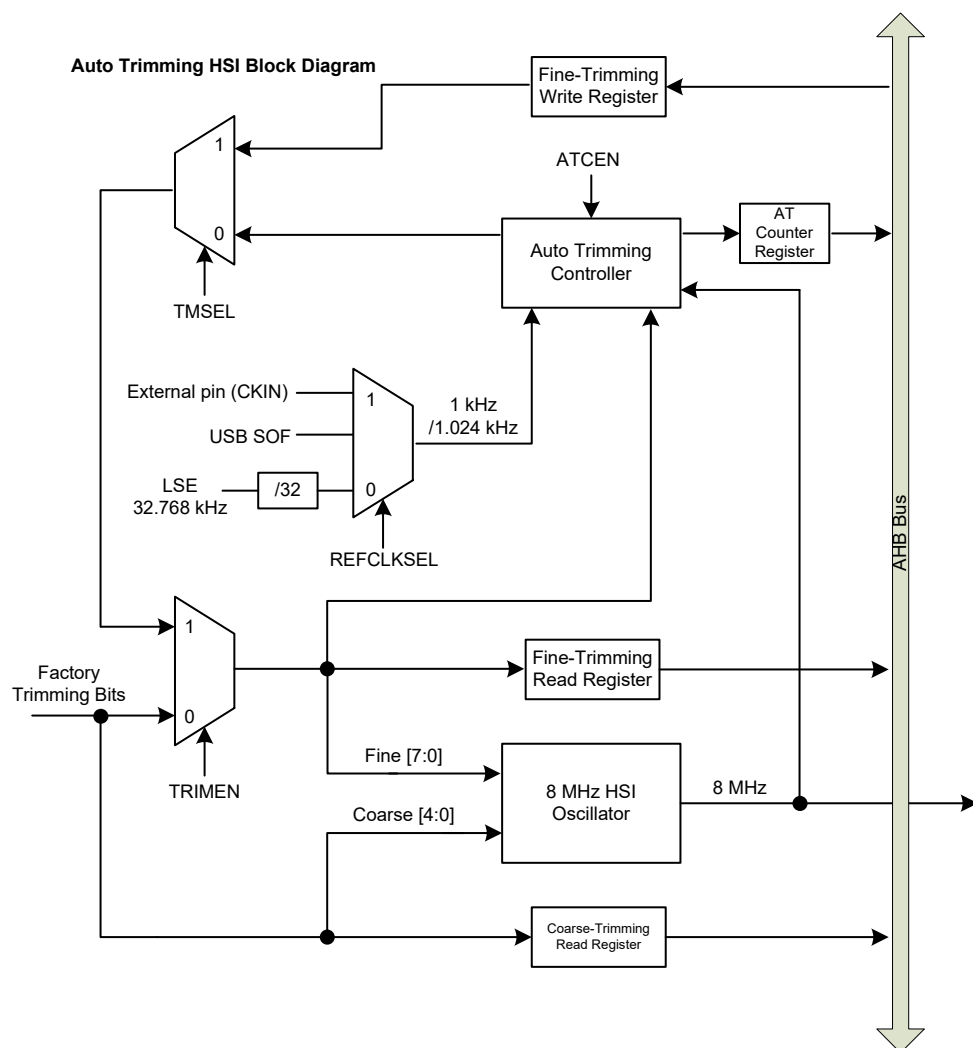 Auto Trimming HSI Block Diagram
Fine-Trimming
Write Register
1
ATCEN
0
Auto Trimming
Controller
AT
Counter
Register
TMSEL
External pin (CKIN)
1
1 kHz
/1.024 kHz
USB SOF
LSE
32.768 kHz
/32
0
REFCLKSEL
AHB Bus
1
Factory
Trimming Bits
Fine-Trimming
Read Register
0
TRIMEN
Fine [7:0]
8 MHz HSI
Oscillator
8 MHz
Coarse [4:0]
Coarse-Trimming
Read Register